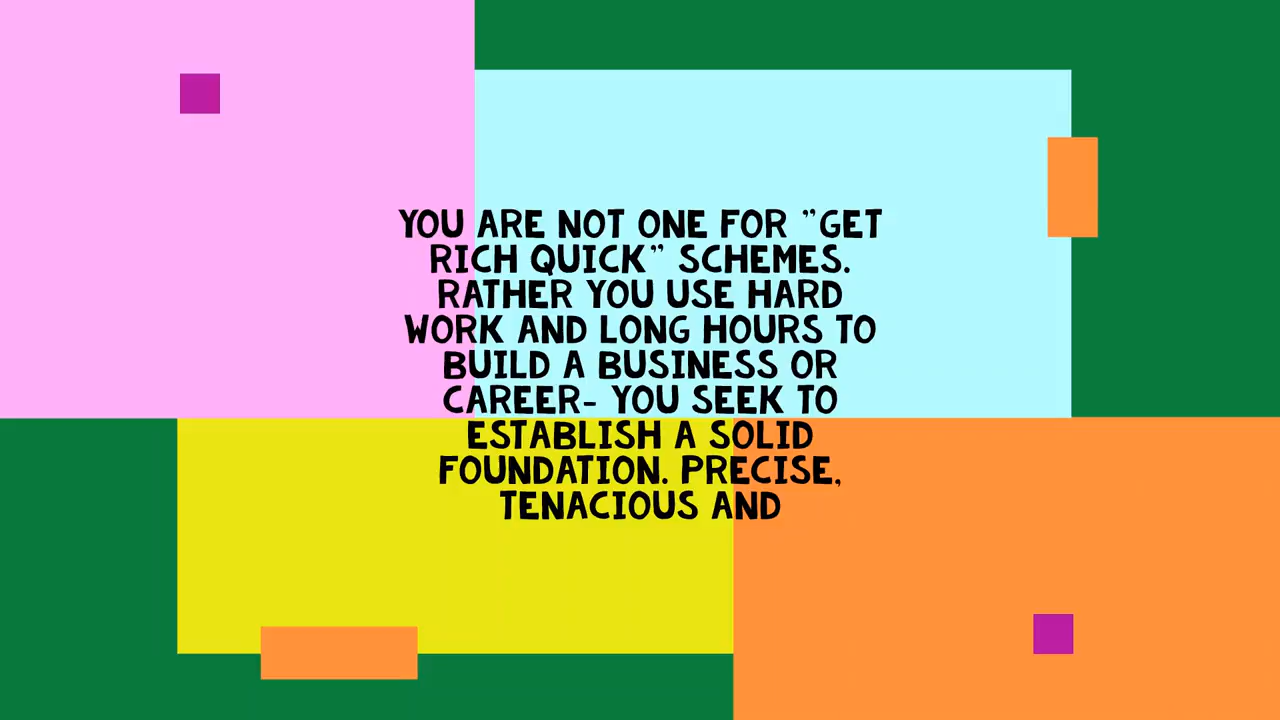 YOU ARE NOT ONE FOR ”GET
RICH QUICK” SCHEMES.
RATHER YOU USE HARD
WORK AND LONG HOURS TO
BUILD A BUSINESS OR
CAREER- YOU SEEK TO
ESTABLISH A SOLID
FOUNDATION. PRECISE,
TENACIOUS AND